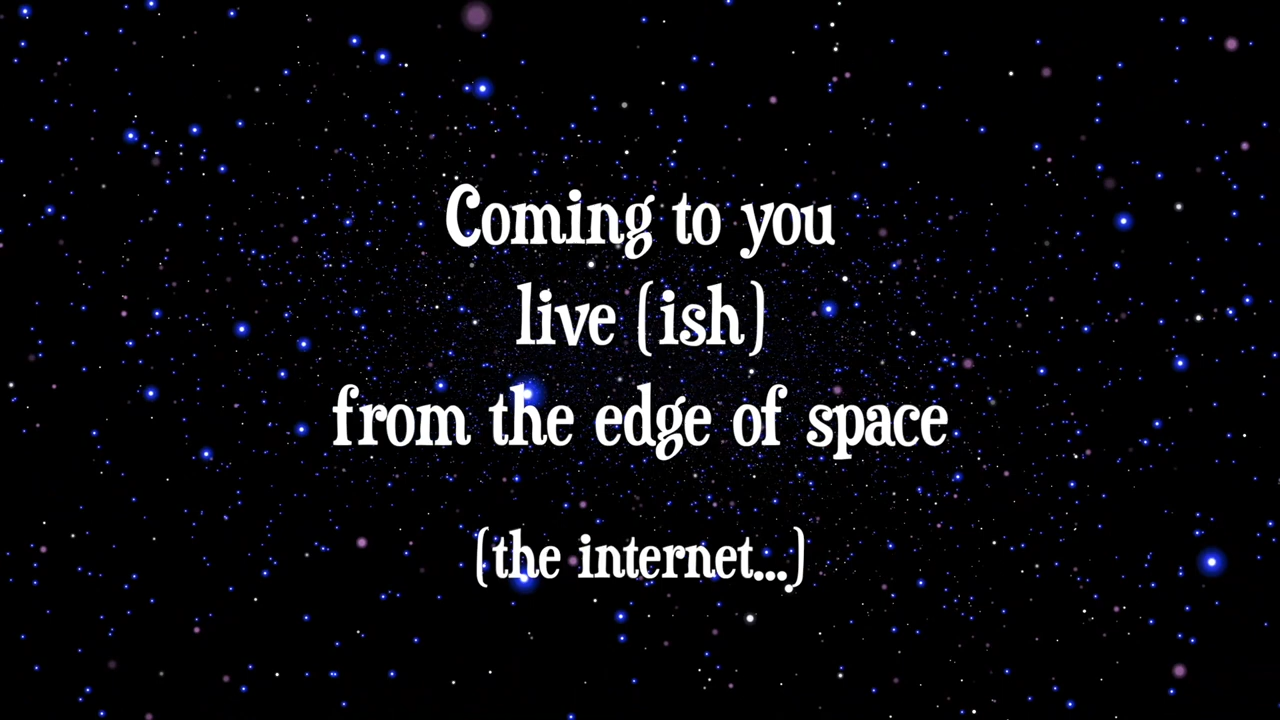 Coming to you
live (ish)
from the edge of space
(the internet...)